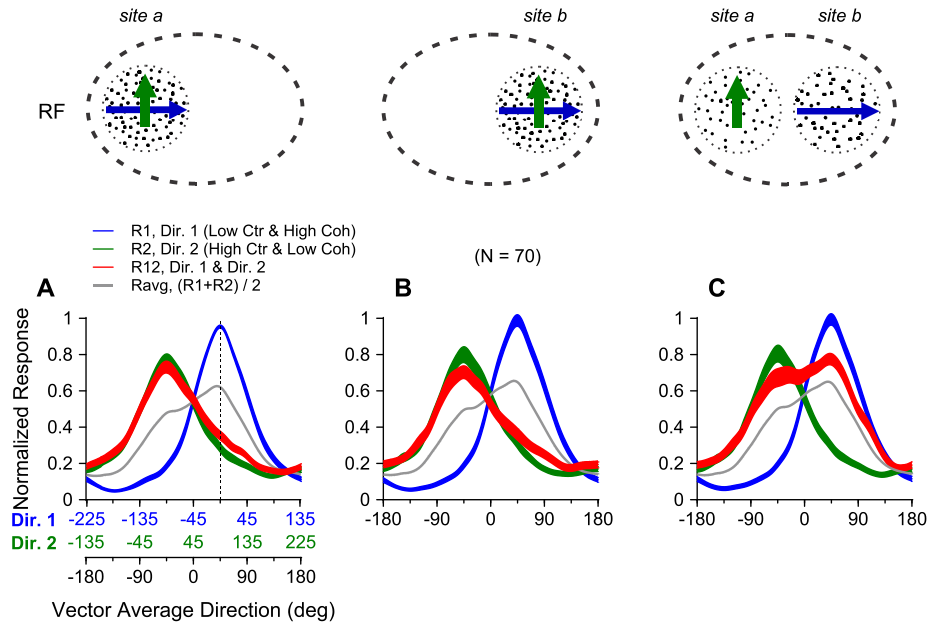 site a
site b
site a
site b
RF
R1, Dir. 1 (Low Ctr & High Coh)
R2, Dir. 2 (High Ctr & Low Coh)
R12, Dir. 1 & Dir. 2
Ravg, (R1+R2) / 2
(N = 70)
A
B
C
Normalized Response
1
0.8
0.6
0.4
0.2
0
Dir. 1 -225 -135 -45 45 135
Dir. 2 -135 -45 45 135 225
-180 -90 0 90 180
Vector Average Direction (deg)
1
0.8
0.6
0.4
0.2
0
-180 -90 0 90 180
1
0.8
0.6
0.4
0.2
0
-180 -90 0 90 180